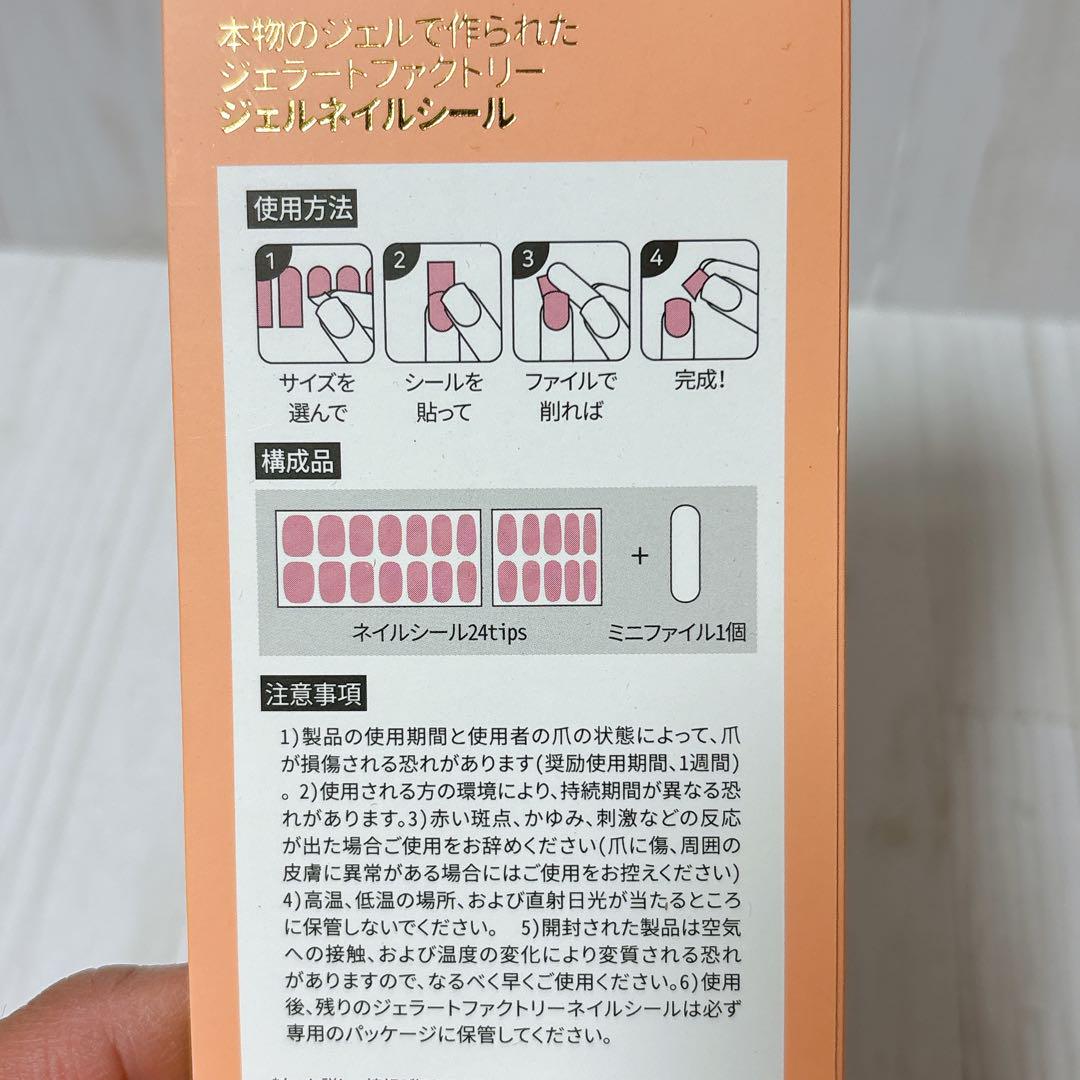 本物のジェルで作られた
ジェラートファクトリー
ジェルネイルシール
使用方法
1
2
3
4
サイズを
選んで
シールを
貼って
ファイルで
削れば
完成!
構成品
+
ネイルシール24tips
ミニファイル1個
注意事項
1)製品の使用期間と使用者の爪の状態によって、爪
が損傷される恐れがあります(奨励使用期間、1週間)
。2)使用される方の環境により、持続期間が異なる恐
れがあります。3)赤い斑点、かゆみ、刺激などの反応
が出た場合ご使用をお辞めください(爪に傷、周囲の
皮膚に異常がある場合にはご使用をお控えください)
4)高温、低温の場所、および直射日光が当たるところ
に保管しないでください。 5)開封された製品は空気
への接触、および温度の変化により変質される恐れ
がありますので、なるべく早くご使用ください。6)使用
後、残りのジェラートファクトリーネイルシールは必ず
専用のパッケージに保管してください。